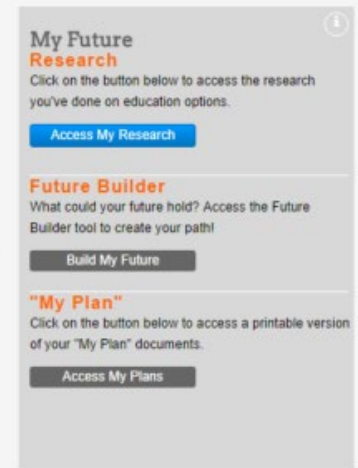 My Future
Research
Click on the button below to access the research
you've done on education options.
Access My Research
Future Builder
What could your future hold? Access the Future
Builder tool to create your path!
Build My Future
"My Plan"
Click on the button below to access a printable version
of your "My Plan" documents.
Access My Plans